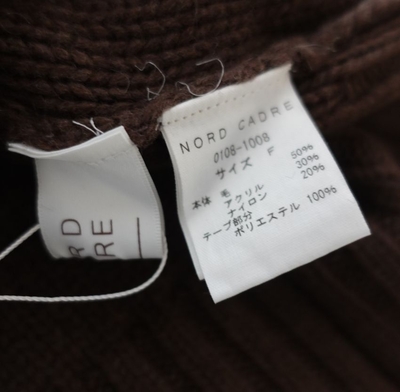 NORD CADRE
0108-1008
サイズ F
本体 毛 50%
アクリル 30%
ナイロン 20%
テープ部分
ポリエステル 100%
RD
RE